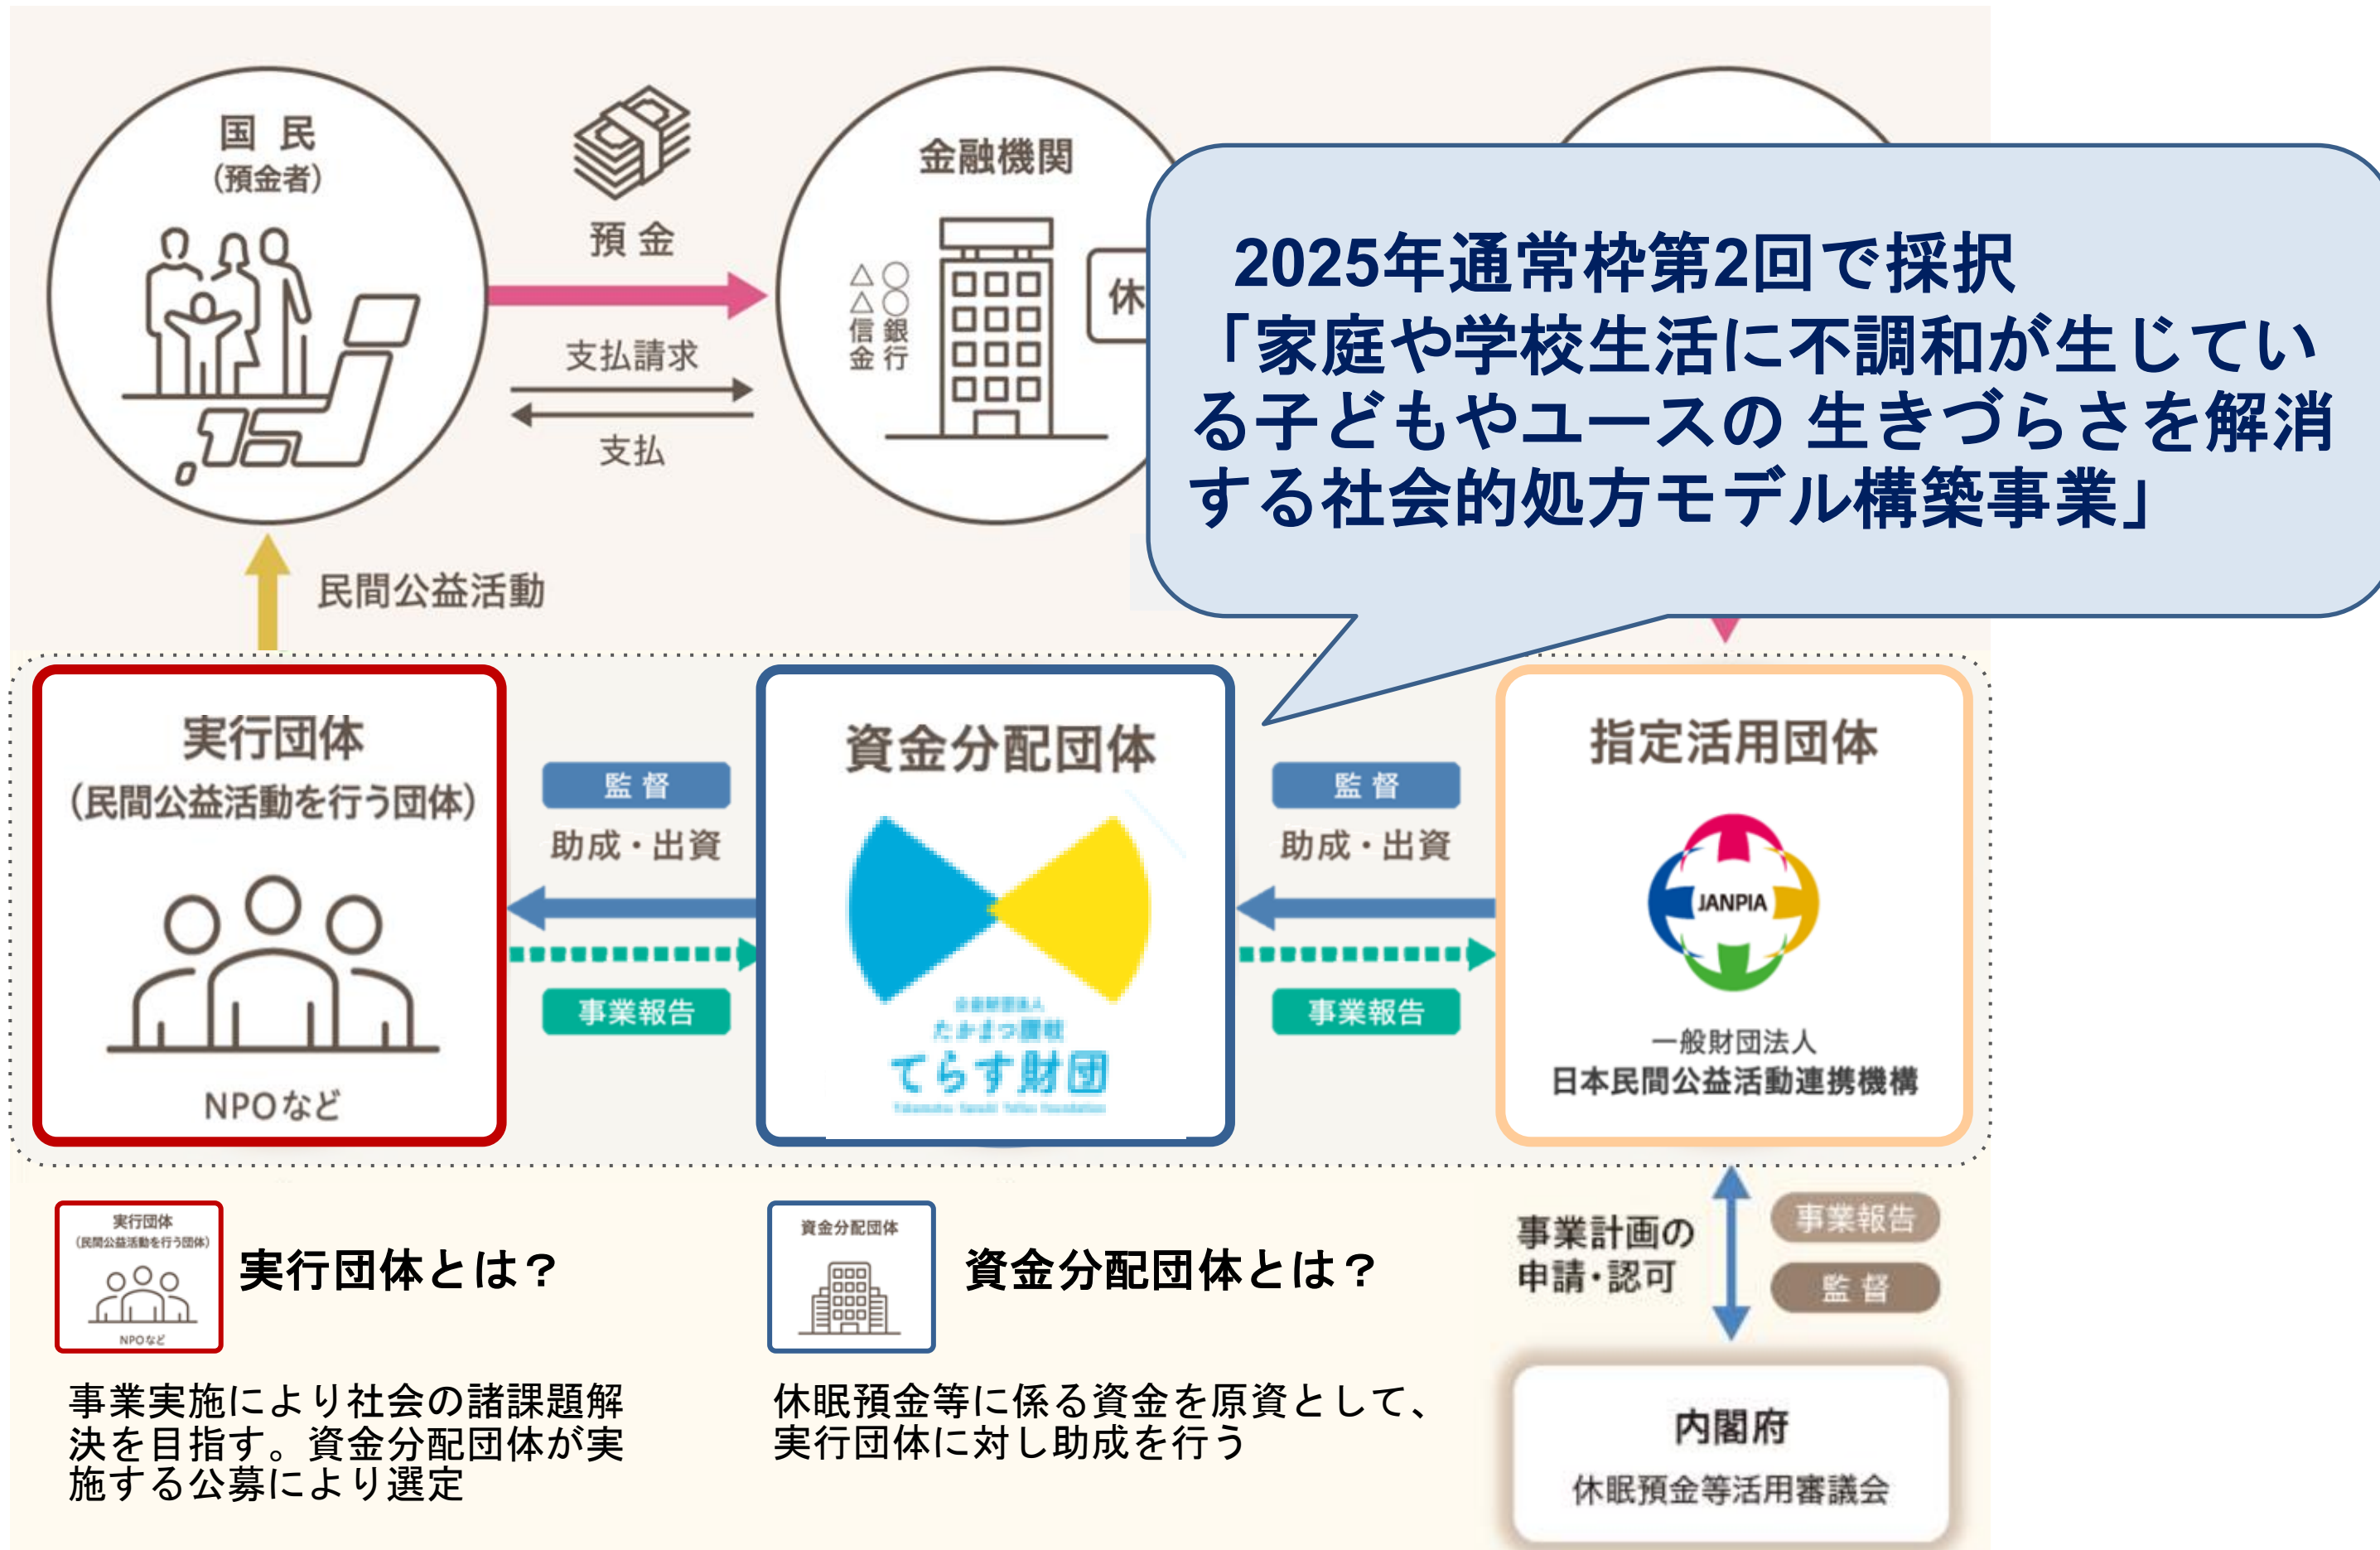 国 民
（預金者）
預 金
支払請求
支払
金融機関
○○銀行
△△信金
休
2025年通常枠第2回で採択
「家庭や学校生活に不調和が生じてい
る子どもやユースの 生きづらさを解消
する社会的処方モデル構築事業」
民間公益活動
実行団体
（民間公益活動を行う団体）
NPOなど
監 督
助成・出資
事業報告
資金分配団体
公益財団法人
たかまつ讃岐
てらす財団
監 督
助成・出資
事業報告
指定活用団体
JANPIA
一般財団法人
日本民間公益活動連携機構
実行団体
（民間公益活動を行う団体）
NPOなど
実行団体とは？
事業実施により社会の諸課題解
決を目指す。資金分配団体が実
施する公募により選定
資金分配団体
資金分配団体とは？
休眠預金等に係る資金を原資として、
実行団体に対し助成を行う
事業計画の
申請・認可
事業報告
監 督
内閣府
休眠預金等活用審議会